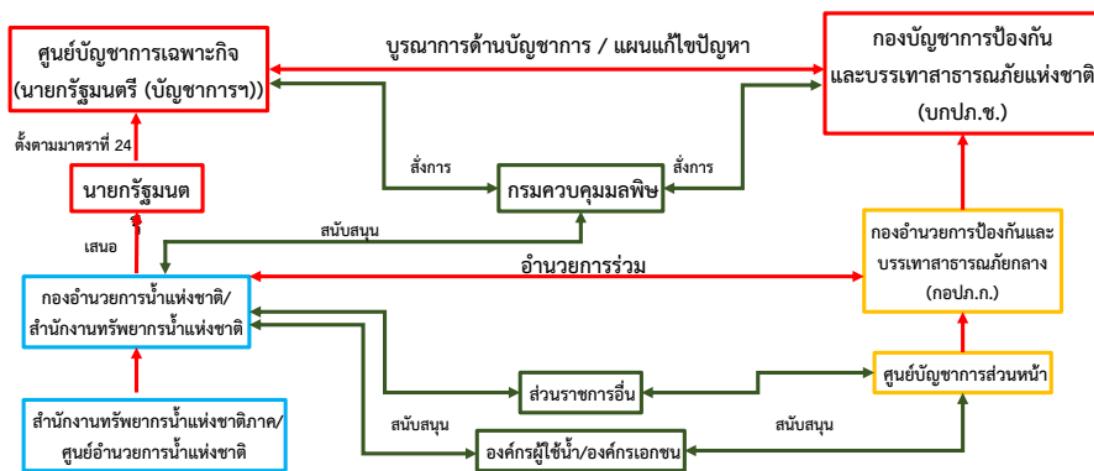 ศูนย์บัญชาการเฉพาะกิจ
(นายกรัฐมนตรี (บัญชาการฯ))
บูรณาการด้านบัญชาการ / แผนแก้ไขปัญหา
กองบัญชาการป้องกัน
และบรรเทาสาธารณภัยแห่งชาติ
(บกปภ.ช.)
ตั้งตามมาตราที่ 24
สั่งการ
สั่งการ
นายกรัฐมนต
รี
กรมควบคุมมลพิษ
สนับสนุน
เสนอ
อำนวยการร่วม
กองอำนวยการป้องกันและ
บรรเทาสาธารณภัยกลาง
(กอปภ.ก.)
กองอำนวยการน้ำแห่งชาติ/
สำนักงานทรัพยากรน้ำแห่งชาติ
ส่วนราชการอื่น
ศูนย์บัญชาการส่วนหน้า
สำนักงานทรัพยากรน้ำแห่งชาติภาค/
ศูนย์อำนวยการน้ำแห่งชาติ
สนับสนุน
สนับสนุน
องค์กรผู้ใช้น้ำ/องค์กรเอกชน